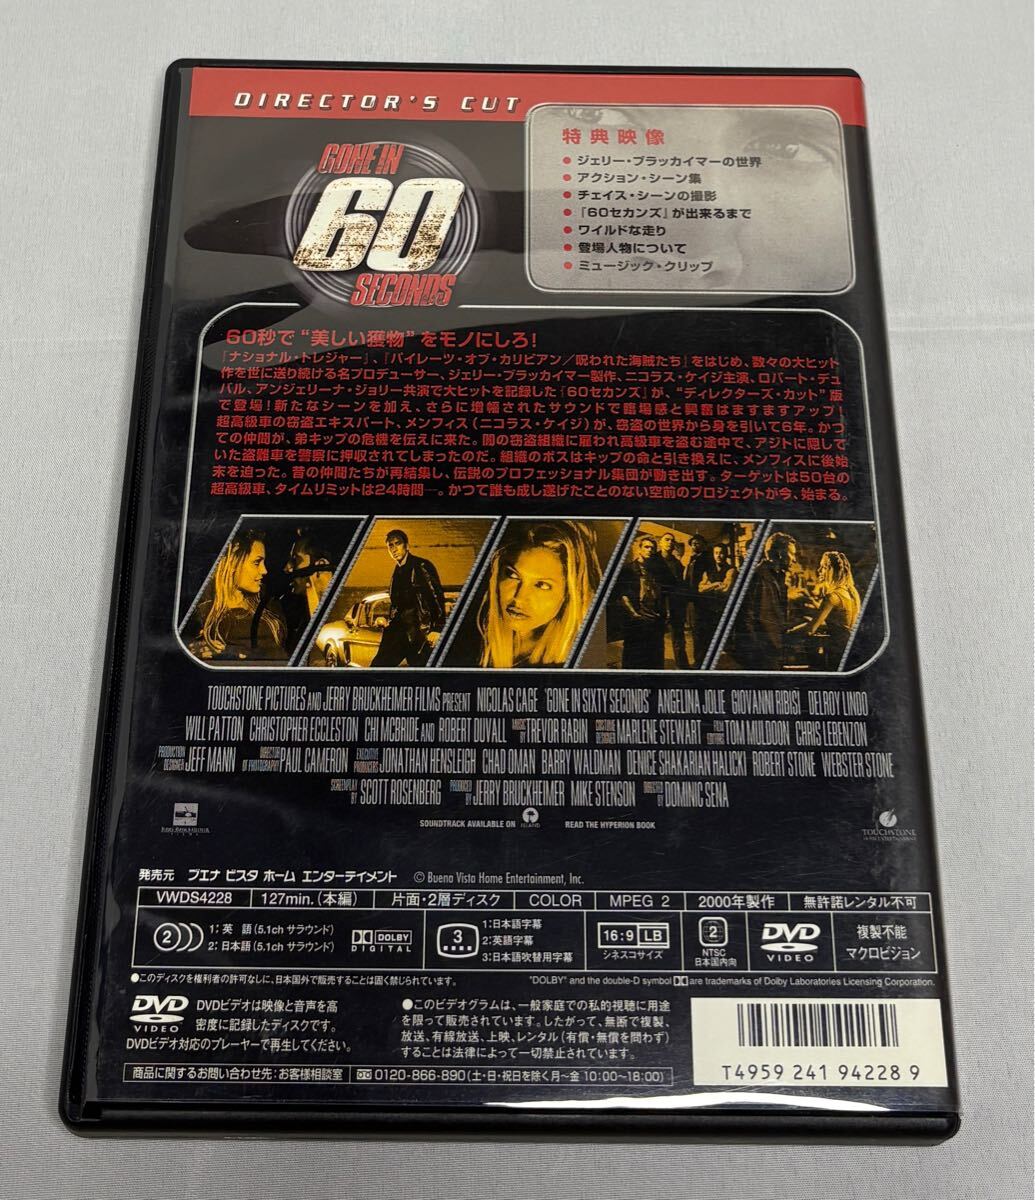 DIRECTOR'S CUT
GONE IN
60
SECONDS
特典映像
●ジェリー・ブラッカイマーの世界
●アクション・シーン集
●チェイス・シーンの撮影
●『60セカンズ』が出来るまで
●ワイルドな走り
●登場人物について
●ミュージック・クリップ
60秒で“美しい獲物”をモノにしろ!
『ナショナル・トレジャー』、『パイレーツ・オブ・カリビアン/呪われた海賊たち』をはじめ、数々の大ヒット
作を世に送り続ける名プロデューサー、ジェリー・ブラッカイマー製作、ニコラス・ケイジ主演、ロバート・デュ
バル、アンジェリーナ・ジョリー共演で大ヒットを記録した『60セカンズ』が、“ディレクターズ・カット”版
で登場!新たなシーンを加え、さらに増幅されたサウンドで臨場感と興奮はますますアップ!
超高級車の窃盗エキスパート、メンフィス(ニコラス・ケイジ)が、窃盗の世界から身を引いて6年。かつ
ての仲間が、弟キップの危機を伝えに来た。闇の窃盗組織に雇われ高級車を盗む途中で、アジトに隠して
いた盗難車を警察に押収されてしまったのだ。組織のボスはキップの命と引き換えに、メンフィスに後始
末を迫った。昔の仲間たちが再結集し、伝説のプロフェッショナル集団が動き出す。ターゲットは50台の
超高級車、タイムリミットは24時間―。かつて誰も成し遂げたことのない空前のプロジェクトが今、始まる。
TOUCHSTONE PICTURES AND JERRY BRUCKHEIMER FILMS PRESENT NICOLAS CAGE "GONE IN SIXTY SECONDS" ANGELINA JOLIE GIOVANNI RIBISI DELROY LINDO
WILL PATTON CHRISTOPHER ECCLESTON CHI MCBRIDE AND ROBERT DUVALL MUSIC BY TREVOR RABIN COSTUME DESIGNER MARLENE STEWART FILM EDITORS TOM MULDOON CHRIS LEBENZON
PRODUCTION DESIGNER JEFF MANN DIRECTOR OF PHOTOGRAPHY PAUL CAMERON EXECUTIVE PRODUCERS JONATHAN HENSLEIGH CHAD OMAN BARRY WALDMAN DENICE SHAKARIAN HALICKI ROBERT STONE WEBSTER STONE
SCREENPLAY BY SCOTT ROSENBERG PRODUCED BY JERRY BRUCKHEIMER MIKE STENSON DIRECTED BY DOMINIC SENA
SOUNDTRACK AVAILABLE ON ISLAND READ THE HYPERION BOOK
JERRY BRUCKHEIMER FILMS
TOUCHSTONE
HOME ENTERTAINMENT
発売元 ブエナ ビスタ ホーム エンターテイメント © Buena Vista Home Entertainment, Inc.
VWDS4228 127min.(本編) 片面・2層ディスク COLOR MPEG 2 2000年製作 無許諾レンタル不可
2 1:英 語(5.1ch サラウンド)
2:日本語(5.1ch サラウンド)
DOLBY DIGITAL
3 1:日本語字幕
2:英語字幕
3:日本語吹替用字幕
16:9 LB
シネスコサイズ
2
NTSC
日本国内向
DVD VIDEO
複製不能
マクロビジョン
●このディスクを権利者の許可なしに、日本国外で販売することは固く禁じられています。
"DOLBY" and the double-D symbol are trademarks of Dolby Laboratories Licensing Corporation.
DVD VIDEO
DVDビデオは映像と音声を高
密度に記録したディスクです。
DVDビデオ対応のプレーヤーで再生してください。
●このビデオグラムは、一般家庭での私的視聴に用途
を限って販売されています。したがって、無断で複製、
放送、有線放送、上映、レンタル(有償・無償を問わず)
することは法律によって一切禁止されています。
商品に関するお問い合わせ先:お客様相談室 0120-866-890(土・日・祝日を除く月〜金 10:00〜18:00)
T4959 241 94228 9